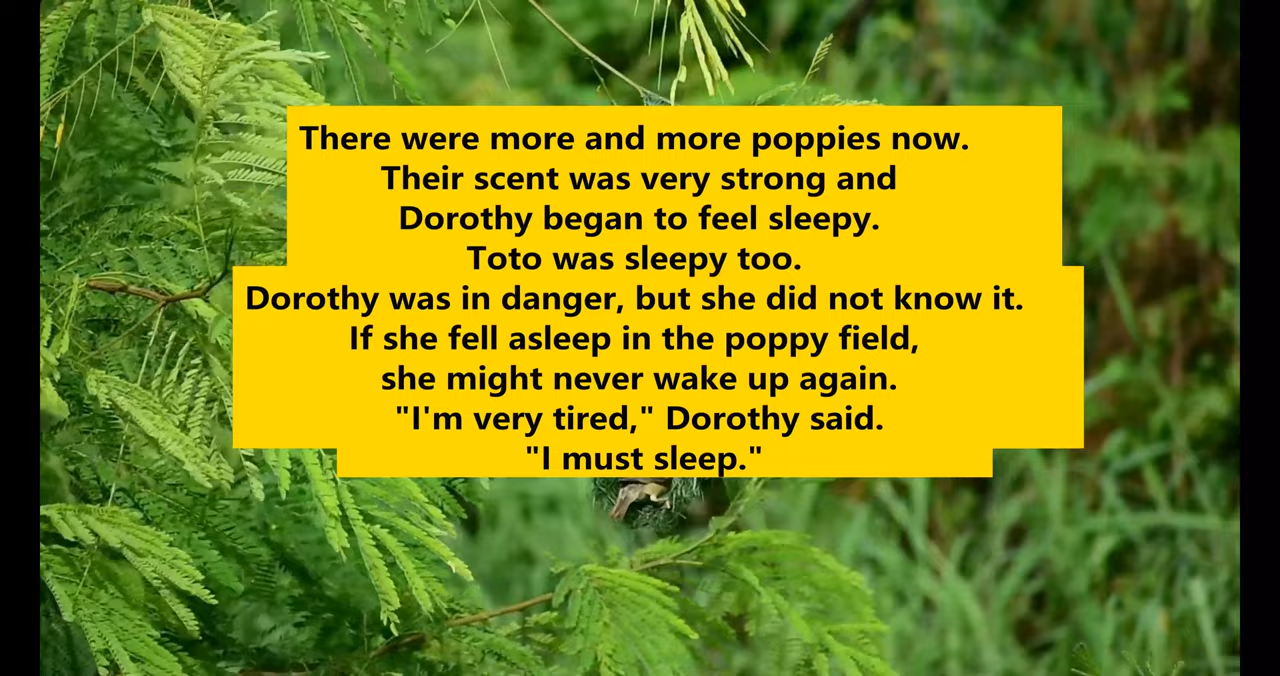 There were more and more poppies now.
Their scent was very strong and
Dorothy began to feel sleepy.
Toto was sleepy too.
Dorothy was in danger, but she did not know it.
If she fell asleep in the poppy field,
she might never wake up again.
"I'm very tired," Dorothy said.
"I must sleep."